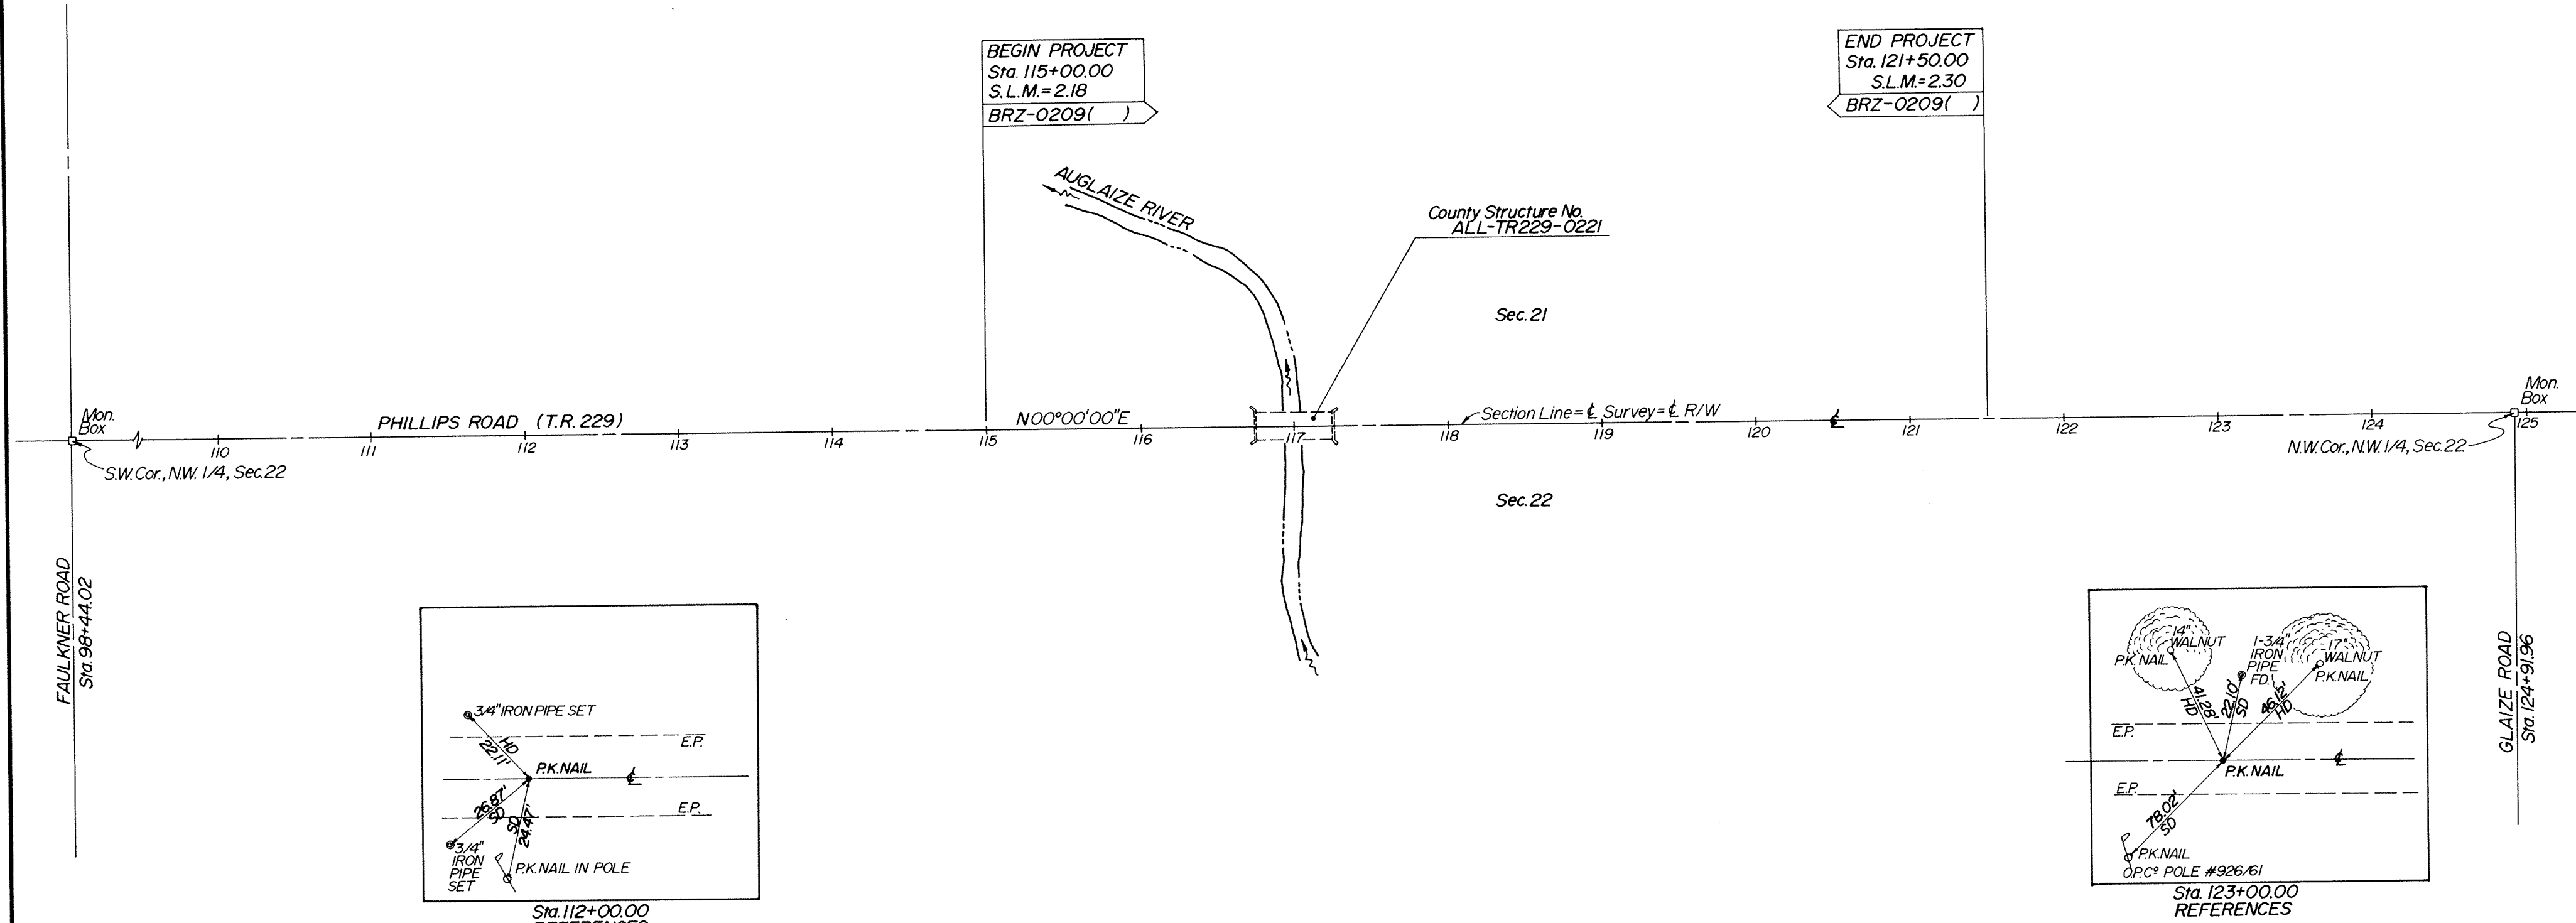 BEGIN PROJECT
Sta. 115+00.00
S.L.M.=2.18
BRZ-0209( )
END PROJECT
Sta. 121+50.00
S.L.M.=2.30
BRZ-0209( )
AUGLAIZE RIVER
County Structure No.
ALL-TR229-0221
Sec. 21
Mon.
Box
PHILLIPS ROAD (T.R. 229)
N00°00'00"E
Section Line = ℄ Survey = ℄ R/W
℄
Mon.
Box
110
111
112
113
114
115
116
117
118
119
120
121
122
123
124
125
S.W. Cor., N.W. 1/4, Sec. 22
N.W. Cor., N.W. 1/4, Sec. 22
Sec. 22
FAULKNER ROAD
Sta. 98+44.02
GLAIZE ROAD
Sta. 124+91.96
3/4" IRON PIPE SET
HD
22.11'
E.P.
P.K. NAIL
℄
26.87'
SD
SD
24.47'
E.P.
3/4"
IRON
PIPE
SET
P.K. NAIL IN POLE
Sta. 112+00.00
REFERENCES
14"
WALNUT
P.K. NAIL
1-3/4"
IRON
PIPE
FD.
17"
WALNUT
P.K. NAIL
41.28'
HD
22.10'
SD
46.12'
HD
E.P.
P.K. NAIL
℄
E.P.
78.02'
SD
P.K. NAIL
O.P.Cº POLE #926/61
Sta. 123+00.00
REFERENCES